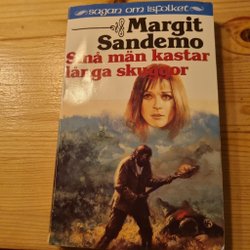 sagan om isfolket
Margit
Sandemo
Små män kastar
långa skuggor